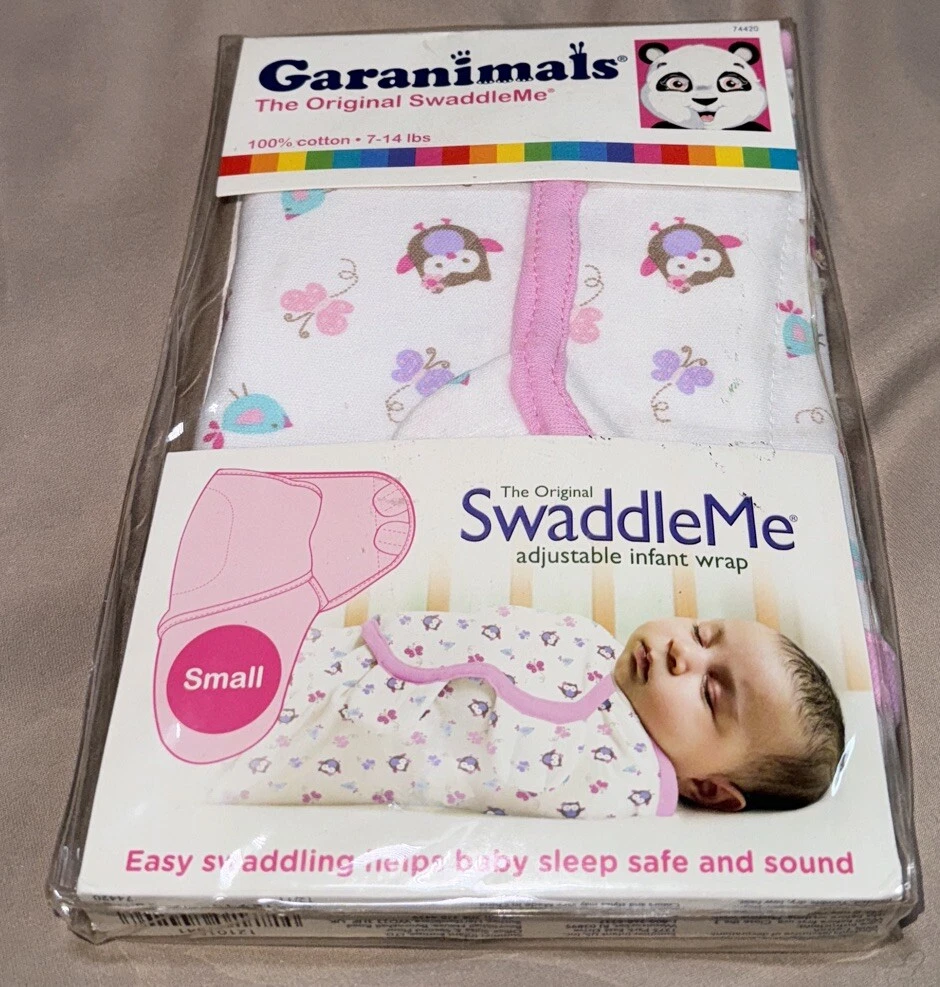 74420
Garanimals®
The Original SwaddleMe®
100% cotton • 7-14 lbs
The Original
SwaddleMe®
adjustable infant wrap
Small
Easy swaddling helps baby sleep safe and sound
74420